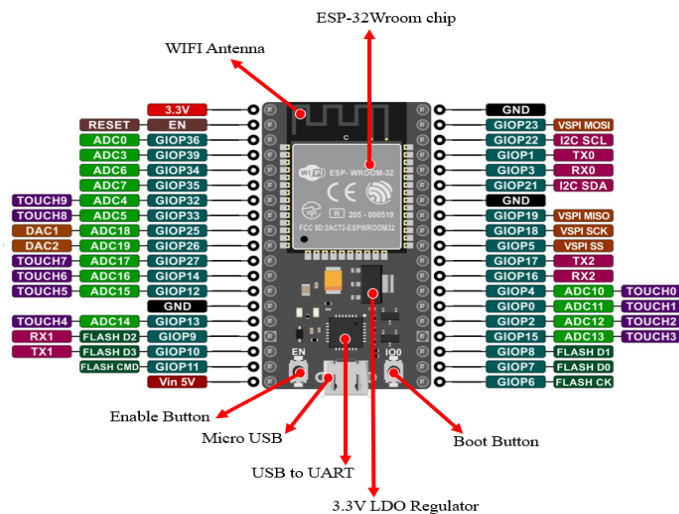 ESP-32Wroom chip
WIFI Antenna
3.3V
GND
RESET EN
GIOP23 VSPI MOSI
ADC0 GIOP36
GIOP22 I2C SCL
ADC3 GIOP39
GIOP1 TX0
ADC6 GIOP34
GIOP3 RX0
ADC7 GIOP35
GIOP21 I2C SDA
TOUCH9 ADC4 GIOP32
GND
TOUCH8 ADC5 GIOP33
GIOP19 VSPI MISO
DAC1 ADC18 GIOP25
GIOP18 VSPI SCK
DAC2 ADC19 GIOP26
GIOP5 VSPI SS
TOUCH7 ADC17 GIOP27
GIOP17 TX2
TOUCH6 ADC16 GIOP14
GIOP16 RX2
TOUCH5 ADC15 GIOP12
GIOP4 ADC10 TOUCH0
GND
GIOP0 ADC11 TOUCH1
TOUCH4 ADC14 GIOP13
GIOP2 ADC12 TOUCH2
RX1 FLASH D2 GIOP9
GIOP15 ADC13 TOUCH3
TX1 FLASH D3 GIOP10
GIOP8 FLASH D1
FLASH CMD GIOP11
GIOP7 FLASH D0
Vin 5V
GIOP6 FLASH CK
C
WiFi ESP- WROOM-32
CE
R 205 - 000519
FCC 9D:2AC72-ESPWROOM32
EN
IO0
Enable Button
Micro USB
Boot Button
USB to UART
3.3V LDO Regulator